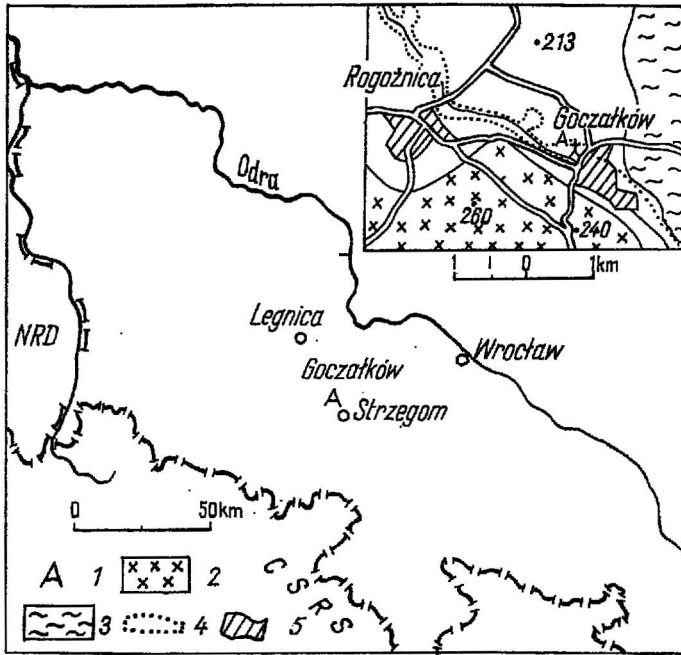 •213
Rogoźnica
Goczałków
A
260
•240
1 0 1km
Odra
NRD
Legnica
Wrocław
Goczałków
A
Strzegom
0 50km
A 1 2
3 4 5
CSRS